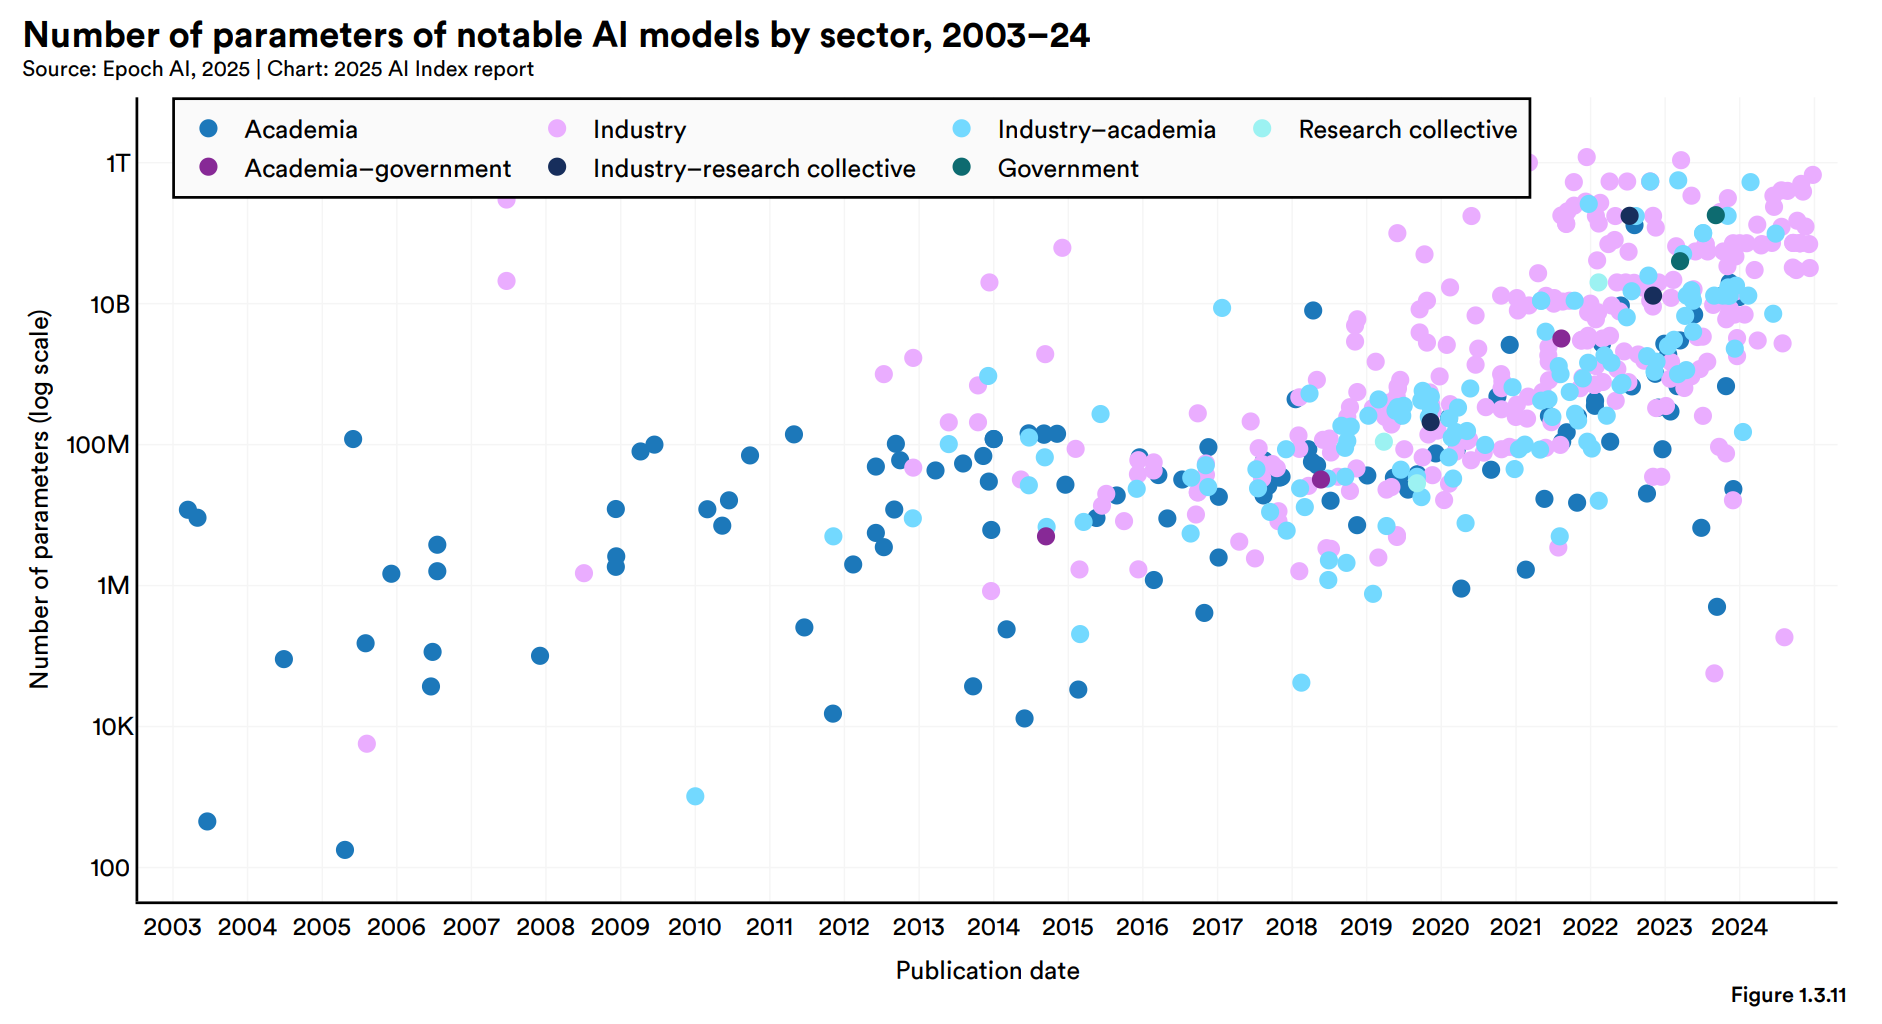 Number of parameters of notable AI models by sector, 2003–24
Source: Epoch AI, 2025 | Chart: 2025 AI Index report
Academia
Industry
Industry–academia
Research collective
Academia–government
Industry–research collective
Government
Number of parameters (log scale)
1T
10B
100M
1M
10K
100
2003 2004 2005 2006 2007 2008 2009 2010 2011 2012 2013 2014 2015 2016 2017 2018 2019 2020 2021 2022 2023 2024
Publication date
Figure 1.3.11